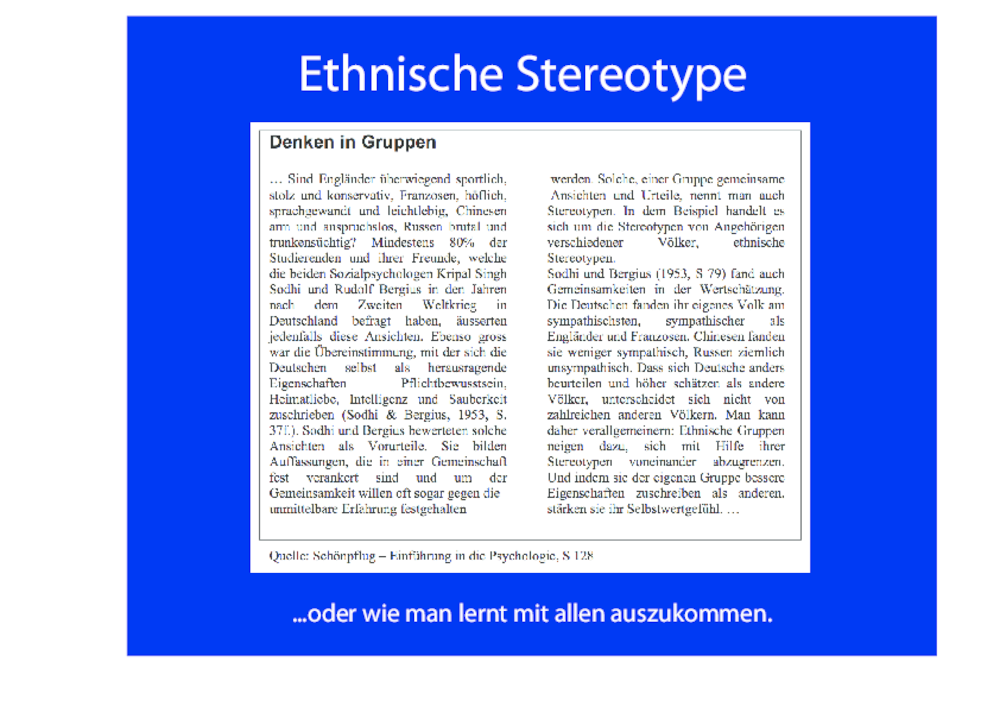 Ethnische Stereotype
Denken in Gruppen
… Sind Engländer überwiegend sportlich,
stolz und konservativ, Franzosen, höflich,
sprachgewandt und leichtlebig, Chinesen
arm und anspruchslos, Russen brutal und
trunkensüchtig? Mindestens 80% der
Studierenden und ihrer Freunde, welche
die beiden Sozialpsychologen Kripal Singh
Sodhi und Rudolf Bergius in den Jahren
nach dem Zweiten Weltkrieg in
Deutschland befragt haben, äusserten
jedenfalls diese Ansichten. Ebenso gross
war die Übereinstimmung, mit der sich die
Deutschen selbst als herausragende
Eigenschaften Pflichtbewusstsein,
Heimatliebe, Intelligenz und Sauberkeit
zuschrieben (Sodhi & Bergius, 1953, S.
37f.). Sodhi und Bergius bewerteten solche
Ansichten als Vorurteile. Sie bilden
Auffassungen, die in einer Gemeinschaft
fest verankert sind und um der
Gemeinsamkeit willen oft sogar gegen die
unmittelbare Erfahrung festgehalten
werden. Solche, einer Gruppe gemeinsame
Ansichten und Urteile, nennt man auch
Stereotypen. In dem Beispiel handelt es
sich um die Stereotypen von Angehörigen
verschiedener Völker, ethnische
Stereotypen.
Sodhi und Bergius (1953, S 79) fand auch
Gemeinsamkeiten in der Wertschätzung.
Die Deutschen fanden ihr eigenes Volk am
sympathischsten, sympathischer als
Engländer und Franzosen. Chinesen fanden
sie weniger sympathisch, Russen ziemlich
unsympathisch. Dass sich Deutsche anders
beurteilen und höher schätzen als andere
Völker, unterscheidet sich nicht von
zahlreichen anderen Völkern. Man kann
daher verallgemeinern: Ethnische Gruppen
neigen dazu, sich mit Hilfe ihrer
Stereotypen voneinander abzugrenzen.
Und indem sie der eigenen Gruppe bessere
Eigenschaften zuschreiben als anderen,
stärken sie ihr Selbstwertgefühl. …
Quelle: Schönpflug – Einführung in die Psychologie, S 128
...oder wie man lernt mit allen auszukommen.